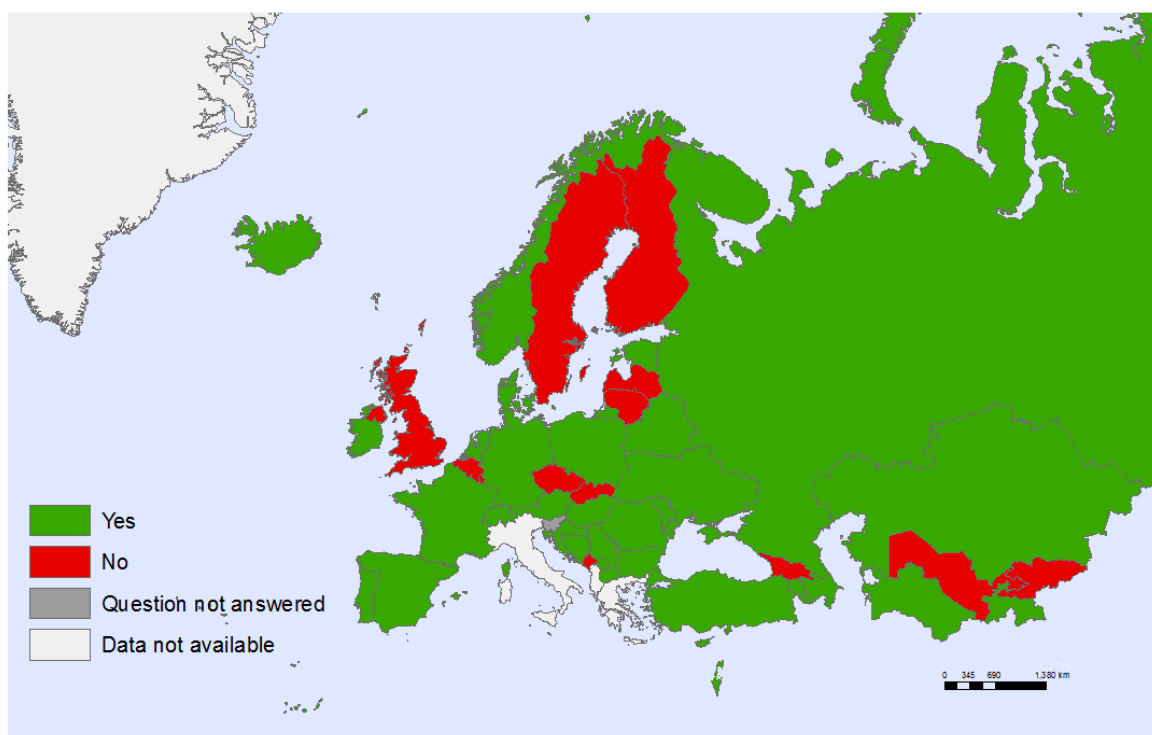 Yes
No
Question not answered
Data not available
0 345 690 1,380 km